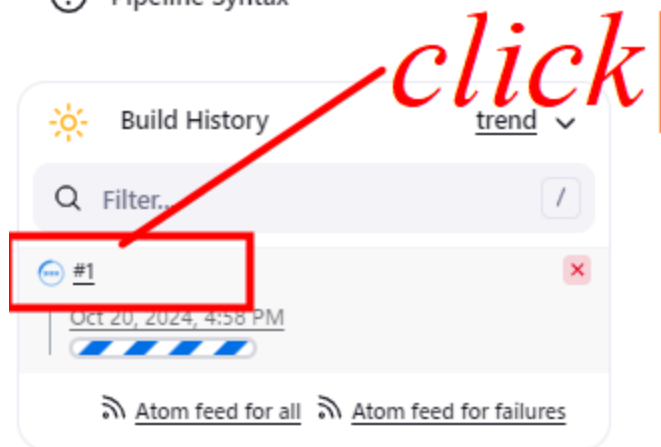 Pipeline Syntax
click
Build History trend
Filter... /
#1
Oct 20, 2024, 4:58 PM
Atom feed for all Atom feed for failures